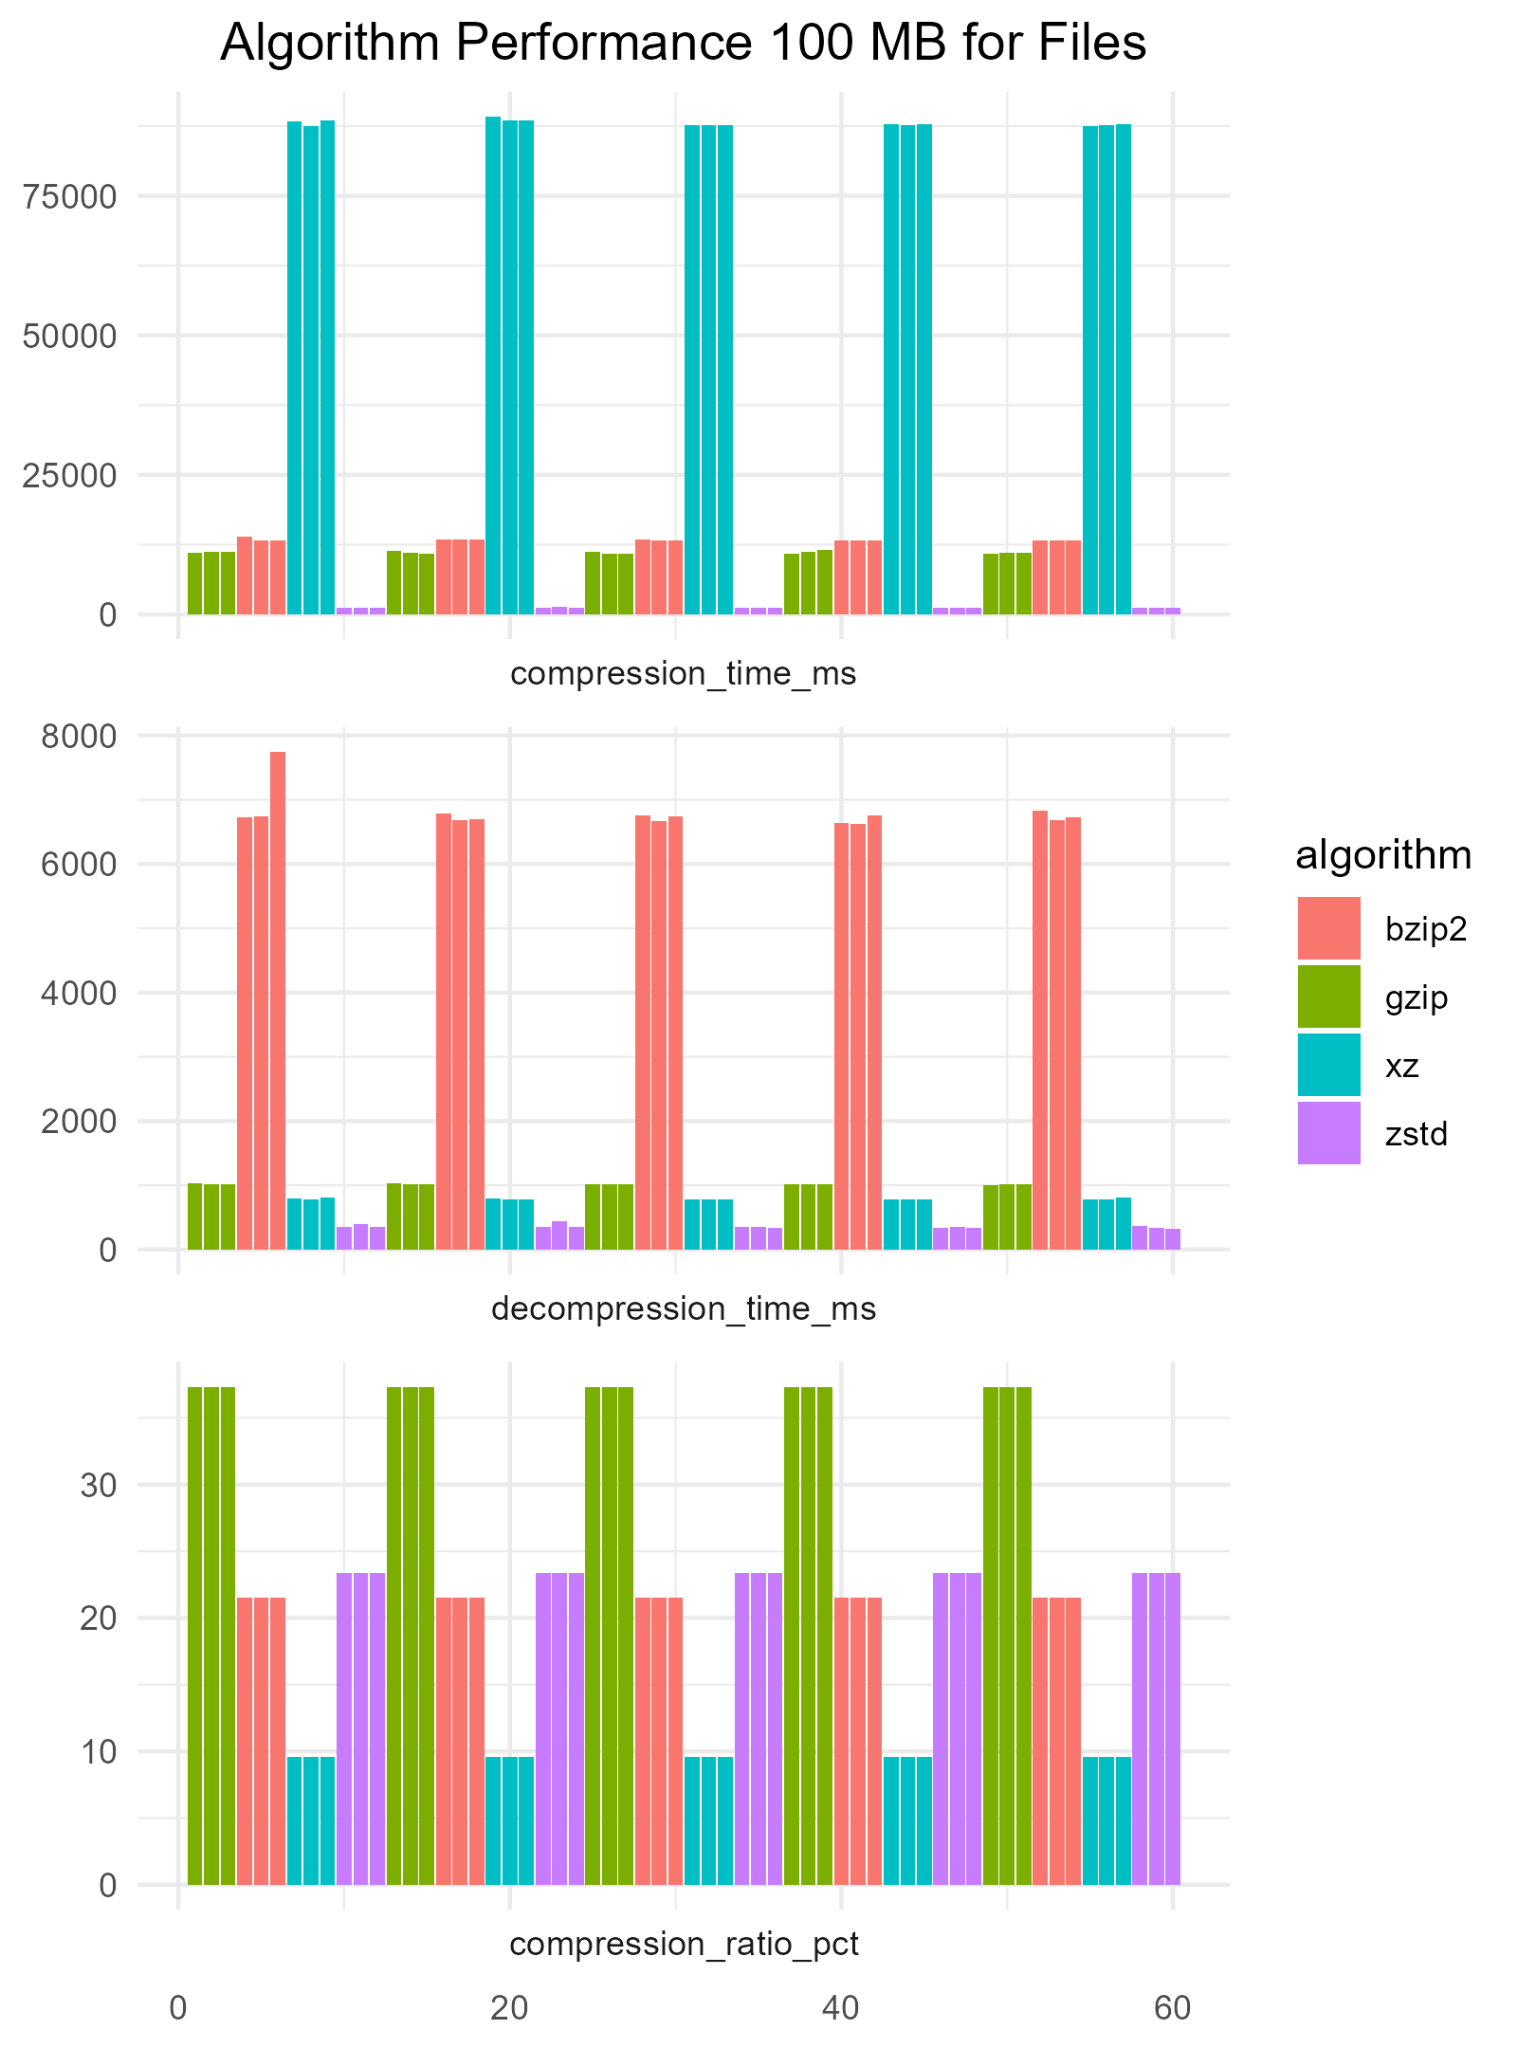 Algorithm Performance 100 MB for Files
75000
50000
25000
0
compression_time_ms
8000
6000
4000
2000
0
decompression_time_ms
30
20
10
0
compression_ratio_pct
0 20 40 60
algorithm
bzip2
gzip
xz
zstd